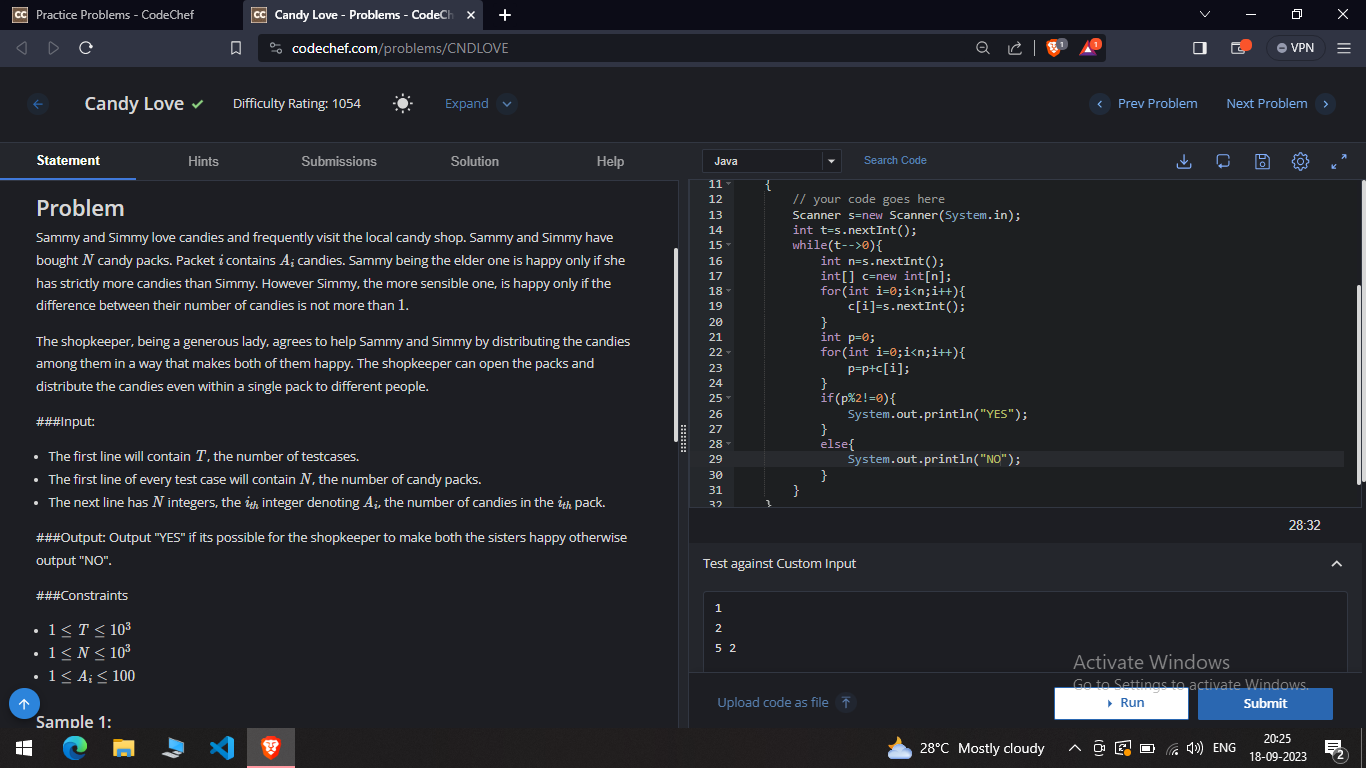 Practice Problems - CodeChef
Candy Love - Problems - CodeCh
codechef.com/problems/CNDLOVE
1
1
VPN
Candy Love
Difficulty Rating: 1054
Expand
Prev Problem
Next Problem
Statement
Hints
Submissions
Solution
Help
Problem
Sammy and Simmy love candies and frequently visit the local candy shop. Sammy and Simmy have
bought N candy packs. Packet i contains A_i candies. Sammy being the elder one is happy only if she
has strictly more candies than Simmy. However Simmy, the more sensible one, is happy only if the
difference between their number of candies is not more than 1.
The shopkeeper, being a generous lady, agrees to help Sammy and Simmy by distributing the candies
among them in a way that makes both of them happy. The shopkeeper can open the packs and
distribute the candies even within a single pack to different people.
###Input:
• The first line will contain T, the number of testcases.
• The first line of every test case will contain N, the number of candy packs.
• The next line has N integers, the i_th integer denoting A_i, the number of candies in the i_th pack.
###Output: Output "YES" if its possible for the shopkeeper to make both the sisters happy otherwise
output "NO".
###Constraints
• 1 ≤ T ≤ 10^3
• 1 ≤ N ≤ 10^3
• 1 ≤ A_i ≤ 100
Sample 1:
Java
Search Code
11 {
12 // your code goes here
13 Scanner s=new Scanner(System.in);
14 int t=s.nextInt();
15 while(t-->0){
16 int n=s.nextInt();
17 int[] c=new int[n];
18 for(int i=0;i<n;i++){
19 c[i]=s.nextInt();
20 }
21 int p=0;
22 for(int i=0;i<n;i++){
23 p=p+c[i];
24 }
25 if(p%2!=0){
26 System.out.println("YES");
27 }
28 else{
29 System.out.println("NO");
30 }
31 }
32 }
28:32
Test against Custom Input
1
2
5 2
Activate Windows
Go to Settings to activate Windows.
Upload code as file
Run
Submit
28°C Mostly cloudy
ENG
20:25
18-09-2023
2